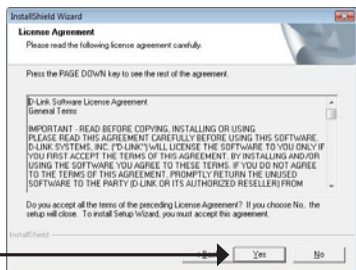 InstallShield Wizard
License Agreement
Please read the following license agreement carefully.
Press the PAGE DOWN key to see the rest of the agreement.
D-Link Software License Agreement
General Terms
IMPORTANT - READ BEFORE COPYING, INSTALLING OR USING
PLEASE READ THIS AGREEMENT CAREFULLY BEFORE USING THIS SOFTWARE.
D-LINK SYSTEMS, INC. ("D-LINK") WILL LICENSE THE SOFTWARE TO YOU ONLY IF
YOU FIRST ACCEPT THE TERMS OF THIS AGREEMENT. BY INSTALLING AND/OR
USING THE SOFTWARE YOU AGREE TO THESE TERMS. IF YOU DO NOT AGREE
TO THE TERMS OF THIS AGREEMENT, PROMPTLY RETURN THE UNUSED
SOFTWARE TO THE PARTY (D-LINK OR ITS AUTHORIZED RESELLER) FROM
Do you accept all the terms of the preceding License Agreement? If you choose No, the
setup will close. To install Setup Wizard, you must accept this agreement.
InstallShield
Yes No